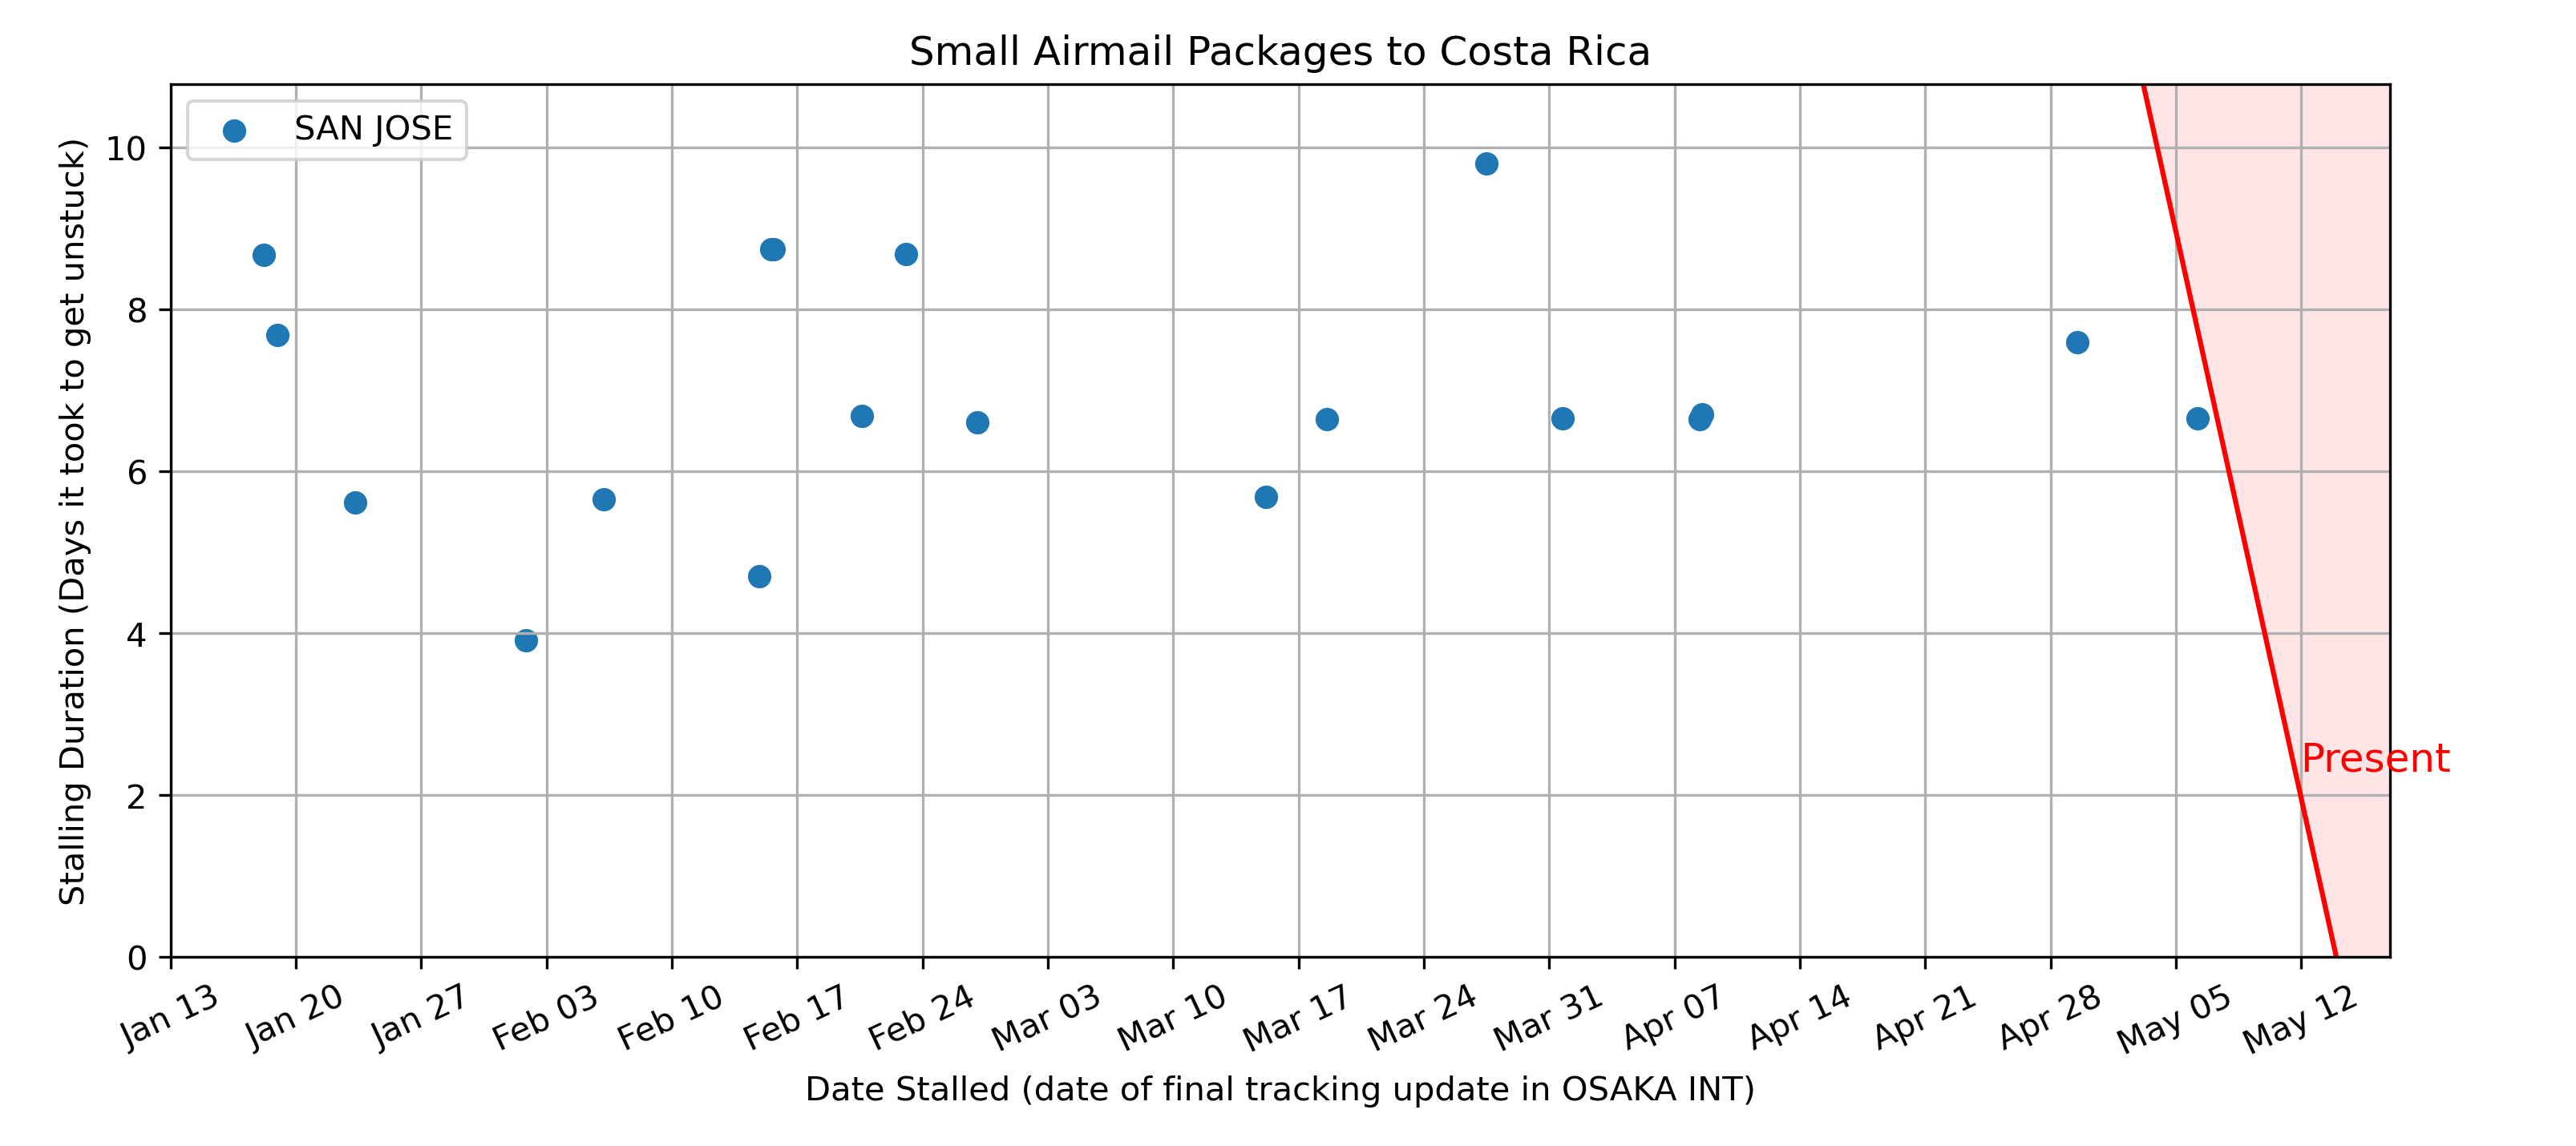 Small Airmail Packages to Costa Rica
SAN JOSE
Stalling Duration (Days it took to get unstuck)
10
8
6
4
2
0
Present
Jan 13 Jan 20 Jan 27 Feb 03 Feb 10 Feb 17 Feb 24 Mar 03 Mar 10 Mar 17 Mar 24 Mar 31 Apr 07 Apr 14 Apr 21 Apr 28 May 05 May 12
Date Stalled (date of final tracking update in OSAKA INT)